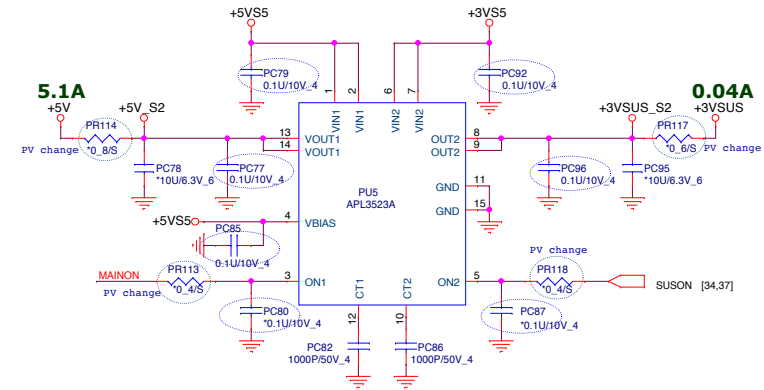 +5VS5
+3VS5
PC79
0.1U/10V_4
PC92
0.1U/10V_4
1
2
6
7
5.1A
+5V
+5V_S2
0.04A
+3VSUS_S2
+3VSUS
VIN1
VIN1
VIN2
VIN2
PR114
*0_8/S
PV change
13
14
VOUT1
VOUT1
OUT2
OUT2
8
9
PR117
*0_6/S
PV change
PC78
*10U/6.3V_6
PC77
0.1U/10V_4
PC96
0.1U/10V_4
PC95
*10U/6.3V_6
PU5
APL3523A
GND
11
GND
15
+5VS5
4
VBIAS
PC85
0.1U/10V_4
MAINON
PV change
PR113
*0_4/S
3
ON1
ON2
5
PV change
PR118
*0_4/S
SUSON
[34,37]
CT1
CT2
PC80
*0.1U/10V_4
PC87
*0.1U/10V_4
12
10
PC82
1000P/50V_4
PC86
1000P/50V_4